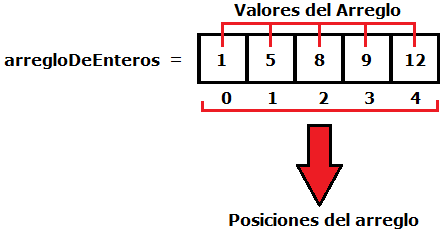 Valores del Arreglo
arregloDeEnteros = 1 5 8 9 12
0 1 2 3 4
Posiciones del arreglo